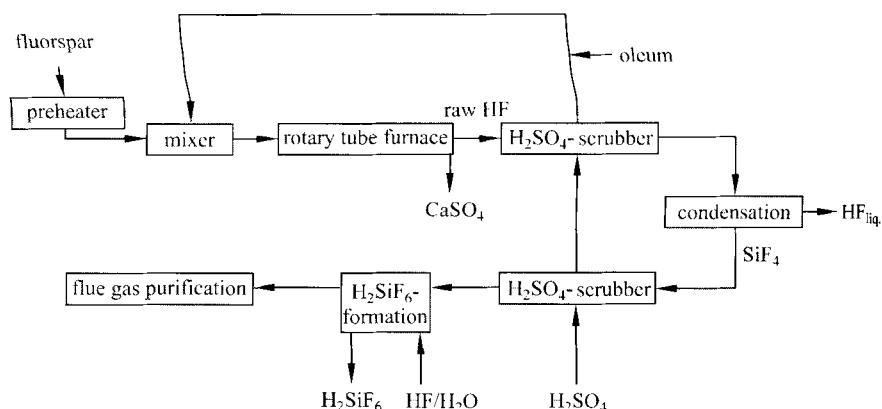 fluorspar
oleum
preheater
raw HF
mixer
rotary tube furnace
H₂SO₄- scrubber
CaSO₄
condensation
HF_liq.
SiF₄
flue gas purification
H₂SiF₆-
formation
H₂SO₄-scrubber
H₂SiF₆
HF/H₂O
H₂SO₄